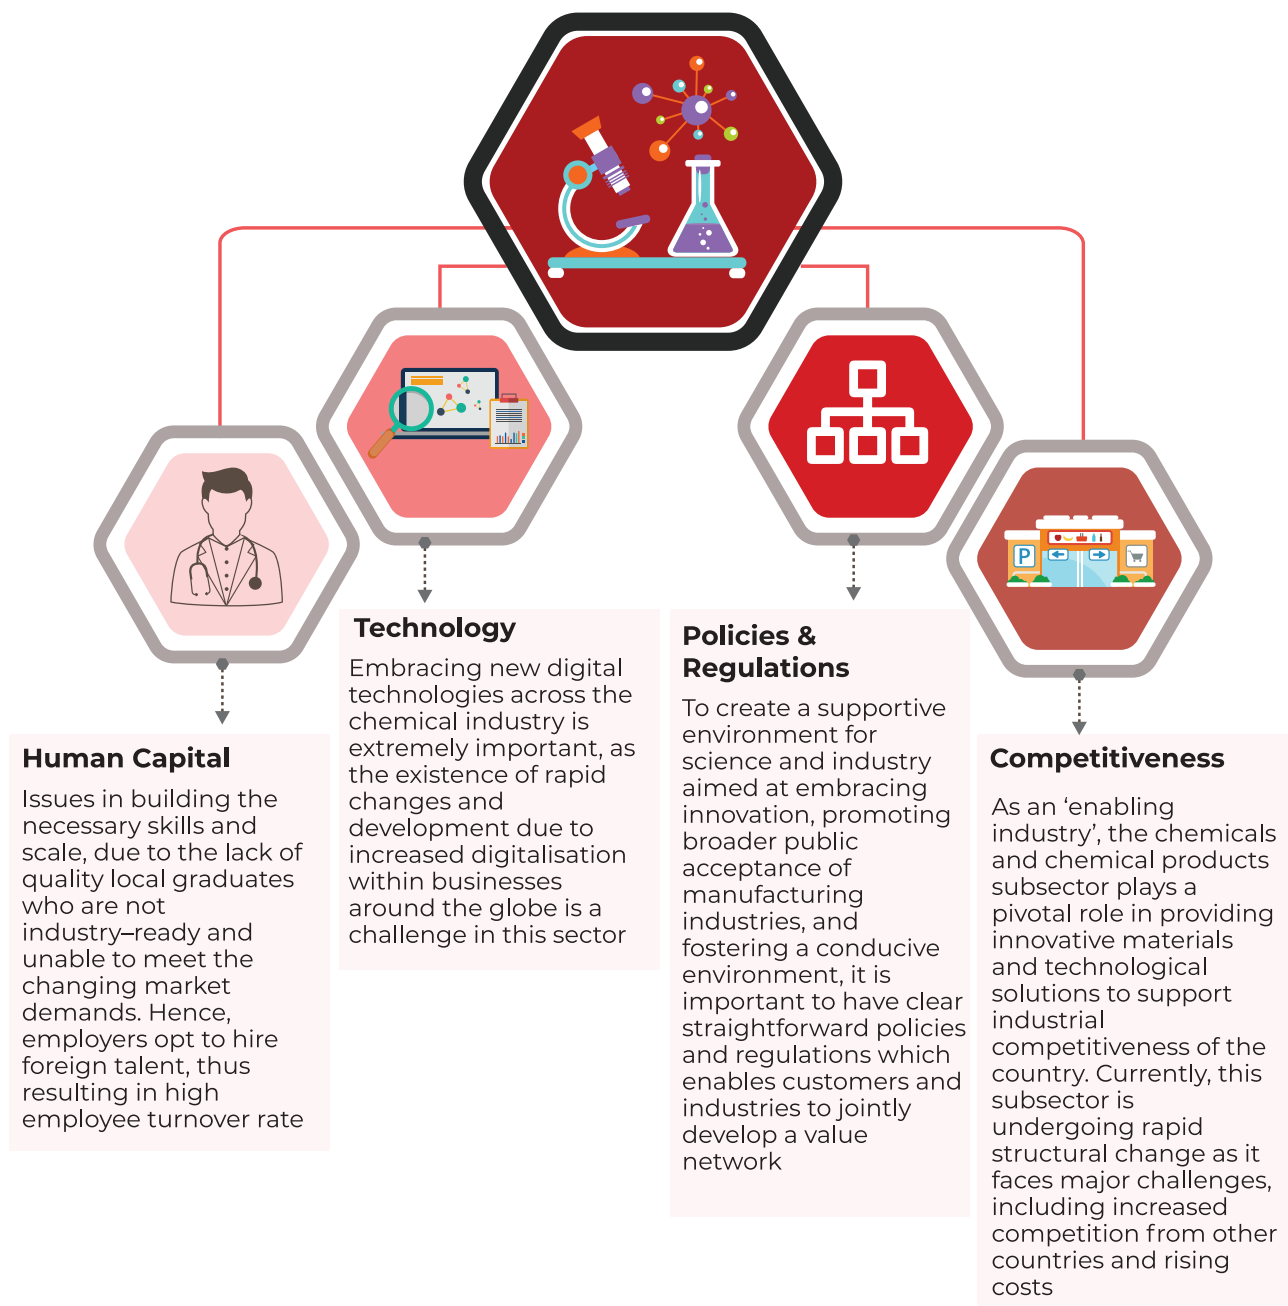 P
Human Capital
Issues in building the
necessary skills and
scale, due to the lack of
quality local graduates
who are not
industry–ready and
unable to meet the
changing market
demands. Hence,
employers opt to hire
foreign talent, thus
resulting in high
employee turnover rate
Technology
Embracing new digital
technologies across the
chemical industry is
extremely important, as
the existence of rapid
changes and
development due to
increased digitalisation
within businesses
around the globe is a
challenge in this sector
Policies &
Regulations
To create a supportive
environment for
science and industry
aimed at embracing
innovation, promoting
broader public
acceptance of
manufacturing
industries, and
fostering a conducive
environment, it is
important to have clear
straightforward policies
and regulations which
enables customers and
industries to jointly
develop a value
network
Competitiveness
As an ‘enabling
industry’, the chemicals
and chemical products
subsector plays a
pivotal role in providing
innovative materials
and technological
solutions to support
industrial
competitiveness of the
country. Currently, this
subsector is
undergoing rapid
structural change as it
faces major challenges,
including increased
competition from other
countries and rising
costs